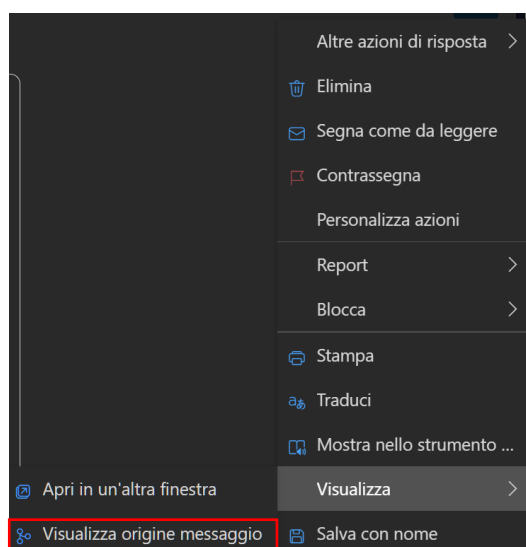 Altre azioni di risposta
Elimina
Segna come da leggere
Contrassegna
Personalizza azioni
Report
Blocca
Stampa
Traduci
Mostra nello strumento ...
Visualizza
Salva con nome
Apri in un'altra finestra
Visualizza origine messaggio